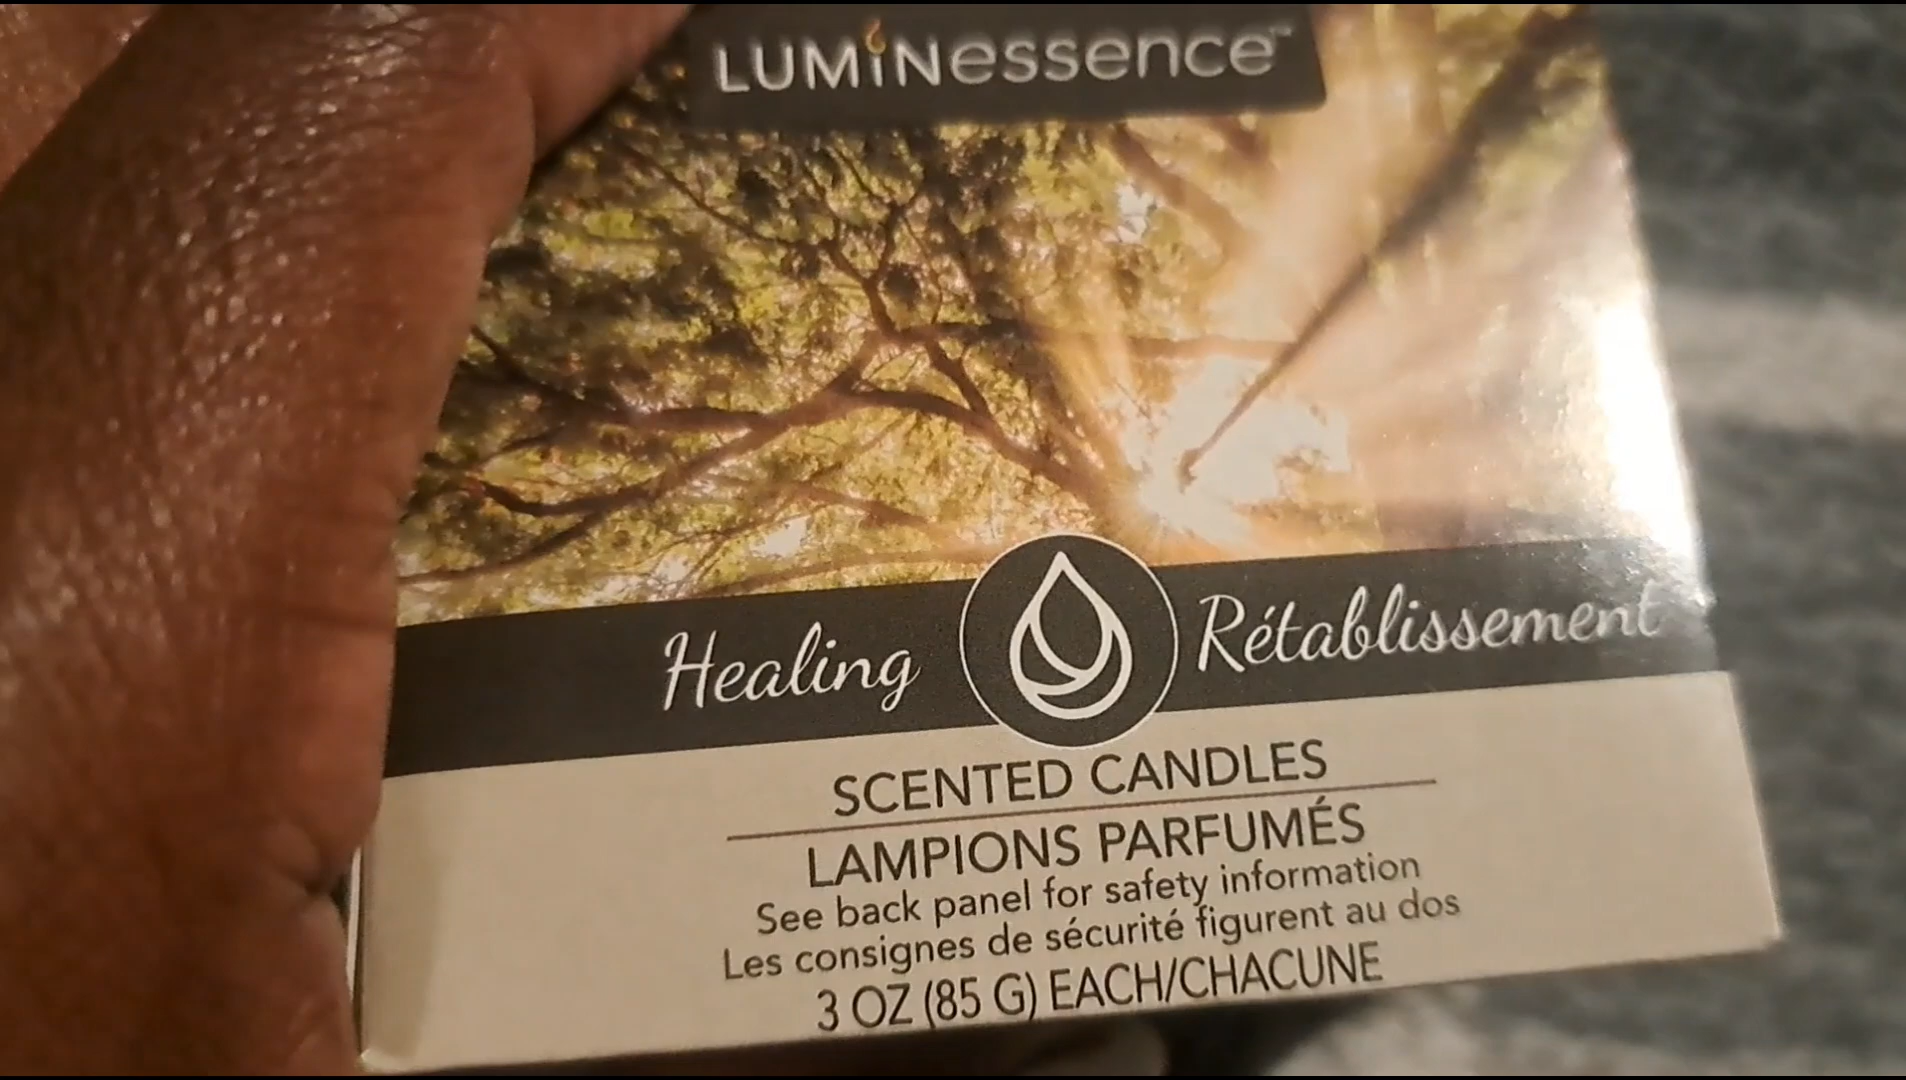 LUMiNessence™
Healing Rétablissement
SCENTED CANDLES
LAMPIONS PARFUMÉS
See back panel for safety information
Les consignes de sécurité figurent au dos
3 OZ (85 G) EACH/CHACUNE